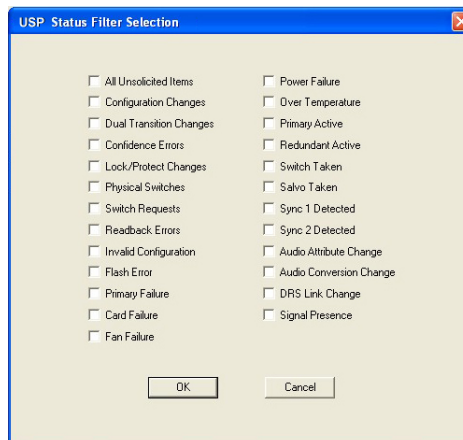 USP Status Filter Selection
All Unsolicited Items
Configuration Changes
Dual Transition Changes
Confidence Errors
Lock/Protect Changes
Physical Switches
Switch Requests
Readback Errors
Invalid Configuration
Flash Error
Primary Failure
Card Failure
Fan Failure
Power Failure
Over Temperature
Primary Active
Redundant Active
Switch Taken
Salvo Taken
Sync 1 Detected
Sync 2 Detected
Audio Attribute Change
Audio Conversion Change
DRS Link Change
Signal Presence
OK
Cancel